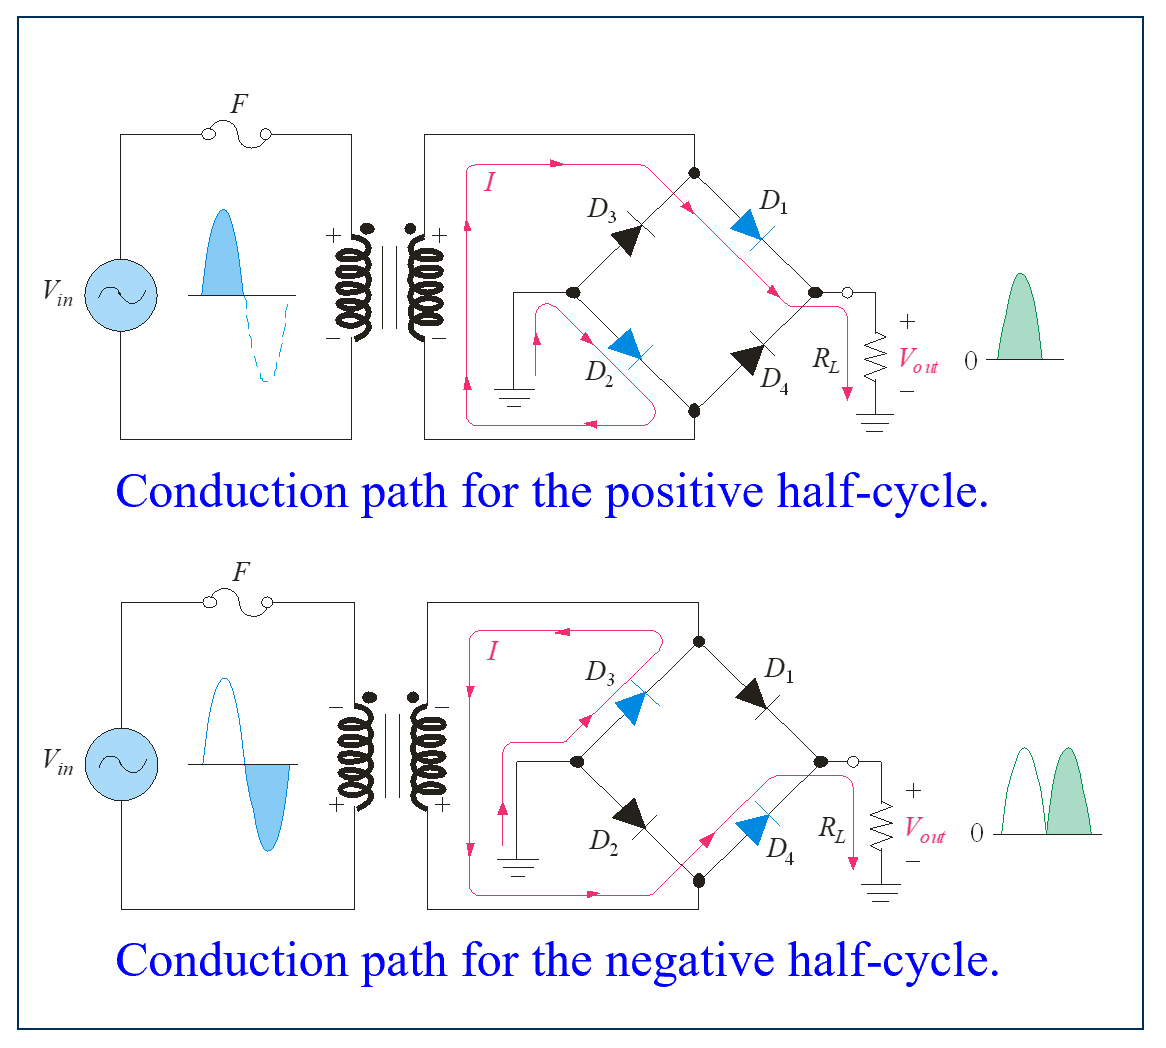 F
I
D₃
D₁
+
+
V_in
+
D₂
R_L
V_out
0
−
−
D₄
−
Conduction path for the positive half-cycle.
F
I
D₃
D₁
−
−
V_in
+
+
+
D₂
R_L
V_out
0
D₄
−
Conduction path for the negative half-cycle.